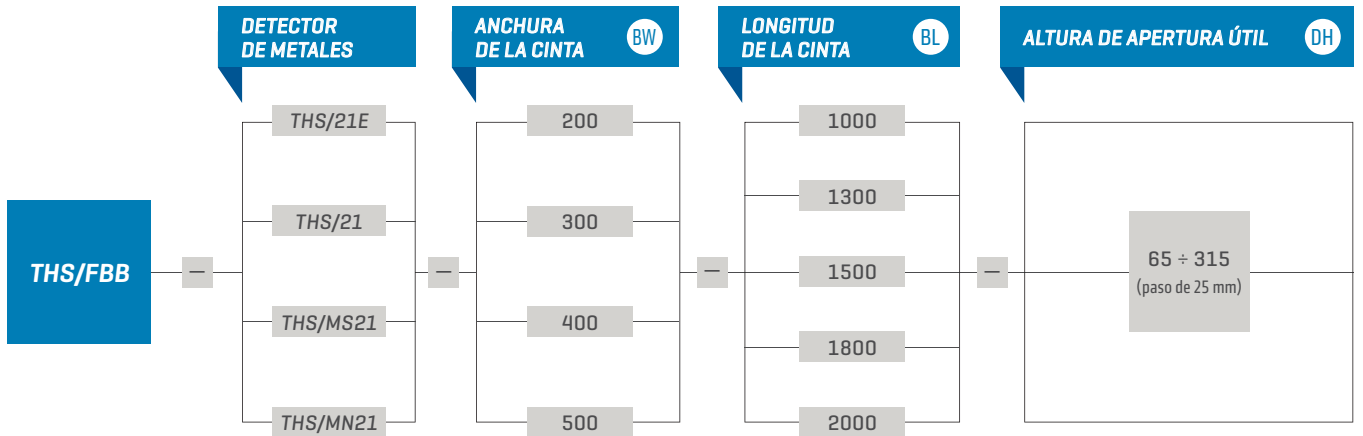 DETECTOR
DE METALES
ANCHURA
DE LA CINTA
BW
LONGITUD
DE LA CINTA
BL
ALTURA DE APERTURA ÚTIL
DH
THS/FBB
—
THS/21E
THS/21
THS/MS21
THS/MN21
—
200
300
400
500
—
1000
1300
1500
1800
2000
—
65 ÷ 315
(paso de 25 mm)